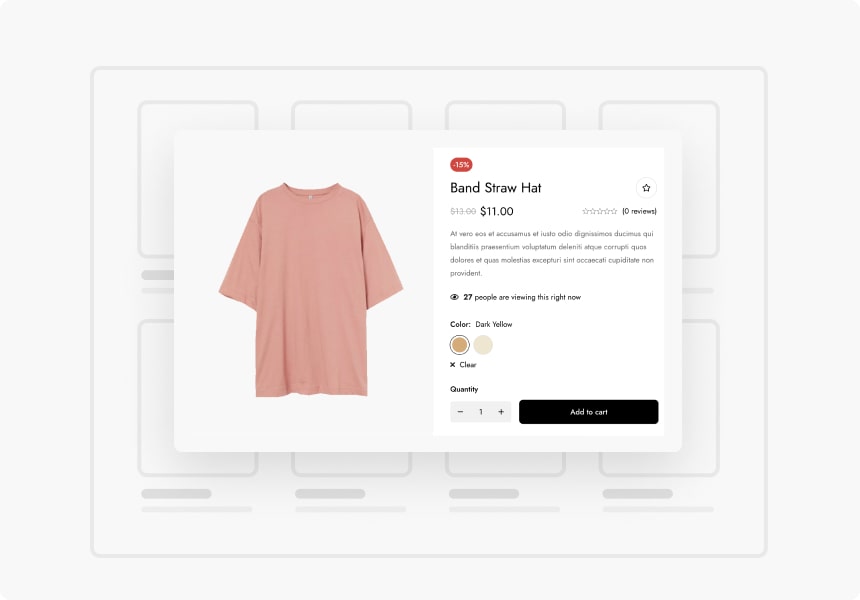 -15%
Band Straw Hat
$13.00 $11.00 (0 reviews)
At vero eos et accusamus et iusto odio dignissimos ducimus qui
blanditiis praesentium voluptatum deleniti atque corrupti quos
dolores et quas molestias excepturi sint occaecati cupiditate non
provident.
27 people are viewing this right now
Color: Dark Yellow
Clear
Quantity
− 1 + Add to cart